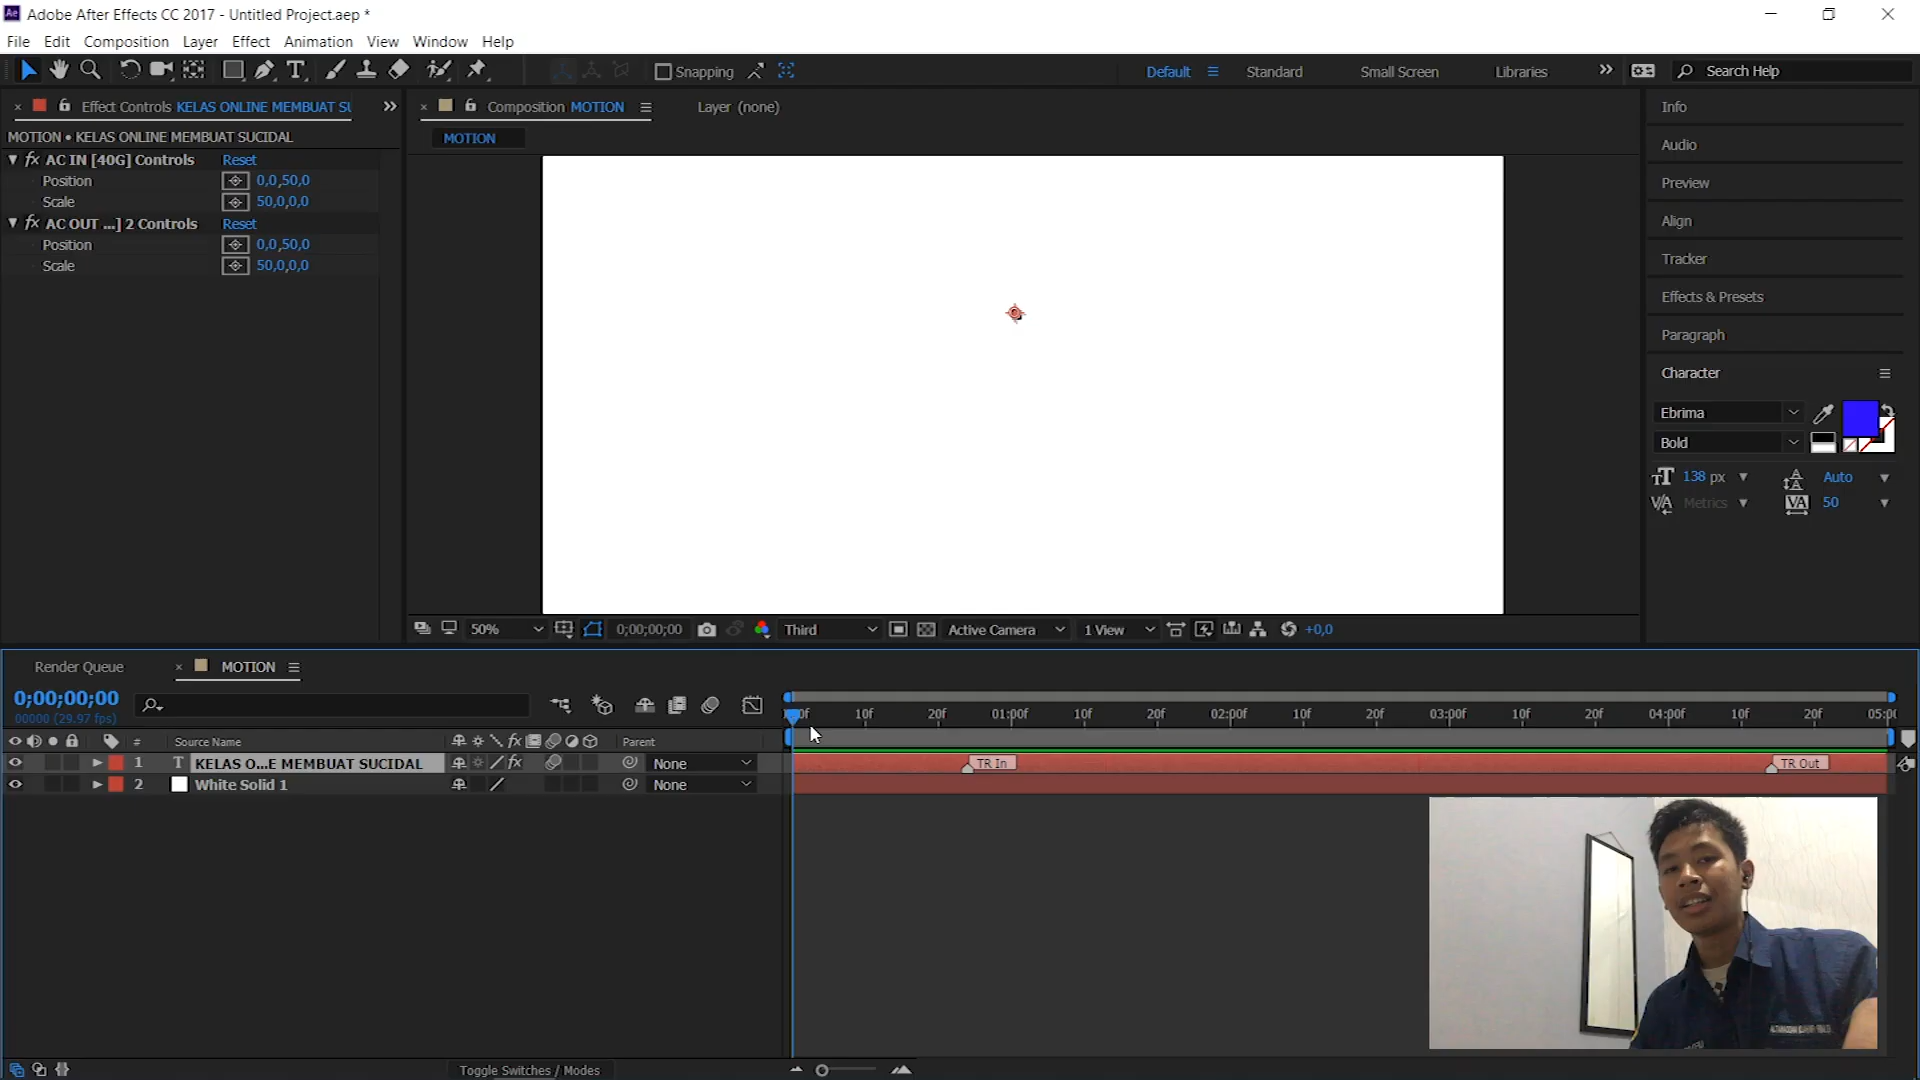 Adobe After Effects CC 2017 - Untitled Project.aep *
File Edit Composition Layer Effect Animation View Window Help
Snapping Default Standard Small Screen Libraries Search Help
Effect Controls KELAS ONLINE MEMBUAT SU
Composition MOTION
Layer (none)
MOTION • KELAS ONLINE MEMBUAT SUCIDAL
MOTION
fx AC IN [40G] Controls Reset
Position 0,0,50,0
Scale 50,0,0,0
fx AC OUT ...] 2 Controls Reset
Position 0,0,50,0
Scale 50,0,0,0
Info
Audio
Preview
Align
Tracker
Effects & Presets
Paragraph
Character
Ebrima
Bold
138 px Auto
Metrics 50
50% 0;00;00;00 Third Active Camera 1 View +0,0
Render Queue MOTION
0;00;00;00
00000 (29.97 fps)
10f 20f 01:00f 10f 20f 02:00f 10f 20f 03:00f 10f 20f 04:00f 10f 20f
# Source Name fx Parent
1 T KELAS O...E MEMBUAT SUCIDAL fx None TR In TR Out
2 White Solid 1 None
Toggle Switches / Modes